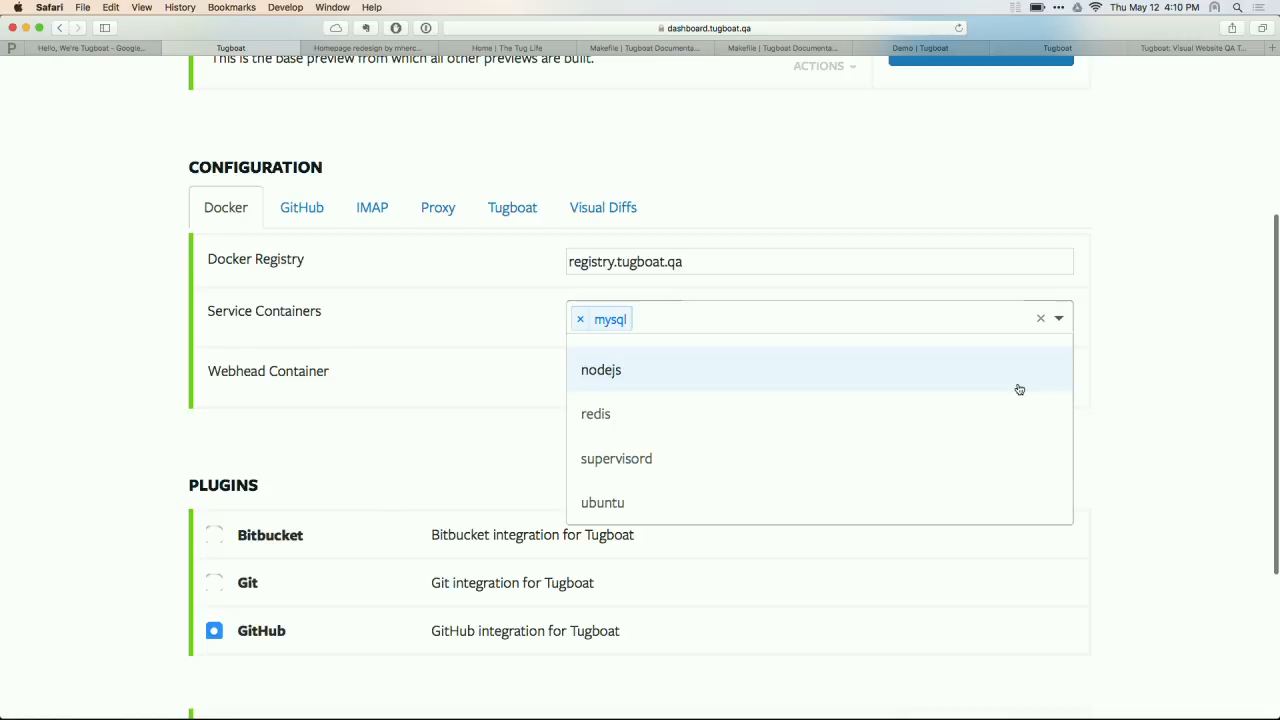 Safari File Edit View History Bookmarks Develop Window Help Thu May 12 4:10 PM
dashboard.tugboat.qa
Hello, We're Tugboat - Google... Tugboat Homepage redesign by mnerc... Home | The Tug Life Makefile | Tugboat Documenta... Makefile | Tugboat Documenta... Demo | Tugboat Tugboat Tugboat: Visual Website QA T...
This is the base preview from which all other previews are built.
ACTIONS
CONFIGURATION
Docker GitHub IMAP Proxy Tugboat Visual Diffs
Docker Registry registry.tugboat.qa
Service Containers × mysql ×
Webhead Container
nodejs
redis
supervisord
ubuntu
PLUGINS
Bitbucket Bitbucket integration for Tugboat
Git Git integration for Tugboat
GitHub GitHub integration for Tugboat